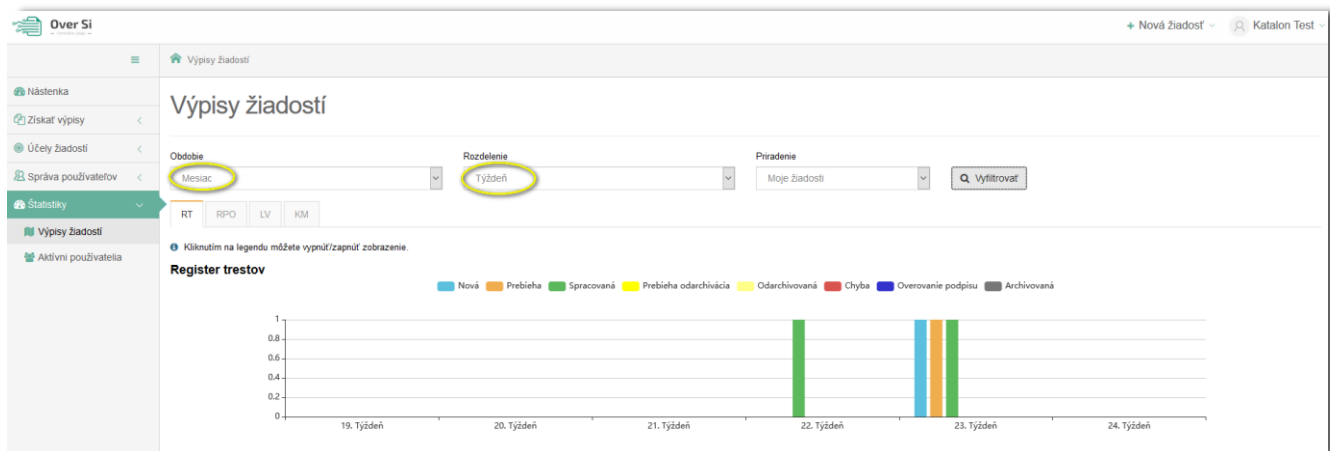 Over Si
+ Nová žiadosť
Katalon Test
Výpisy žiadostí
Nástenka
Získať výpisy
Účely žiadostí
Správa používateľov
Štatistiky
Výpisy žiadostí
Aktívni používatelia
Výpisy žiadostí
Obdobie Rozdelenie Priradenie
Mesiac Týždeň Moje žiadosti Vyfiltrovať
RT RPO LV KM
Kliknutím na legendu môžete vypnúť/zapnúť zobrazenie.
Register trestov
Nová Prebieha Spracovaná Prebieha odarchivácia Odarchivovaná Chyba Overovanie podpisu Archivovaná
1
0.8
0.6
0.4
0.2
0
19. Týždeň 20. Týždeň 21. Týždeň 22. Týždeň 23. Týždeň 24. Týždeň